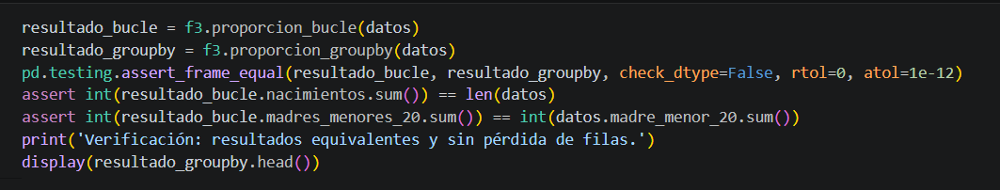 resultado_bucle = f3.proporcion_bucle(datos)
resultado_groupby = f3.proporcion_groupby(datos)
pd.testing.assert_frame_equal(resultado_bucle, resultado_groupby, check_dtype=False, rtol=0, atol=1e-12)
assert int(resultado_bucle.nacimientos.sum()) == len(datos)
assert int(resultado_bucle.madres_menores_20.sum()) == int(datos.madre_menor_20.sum())
print('Verificación: resultados equivalentes y sin pérdida de filas.')
display(resultado_groupby.head())